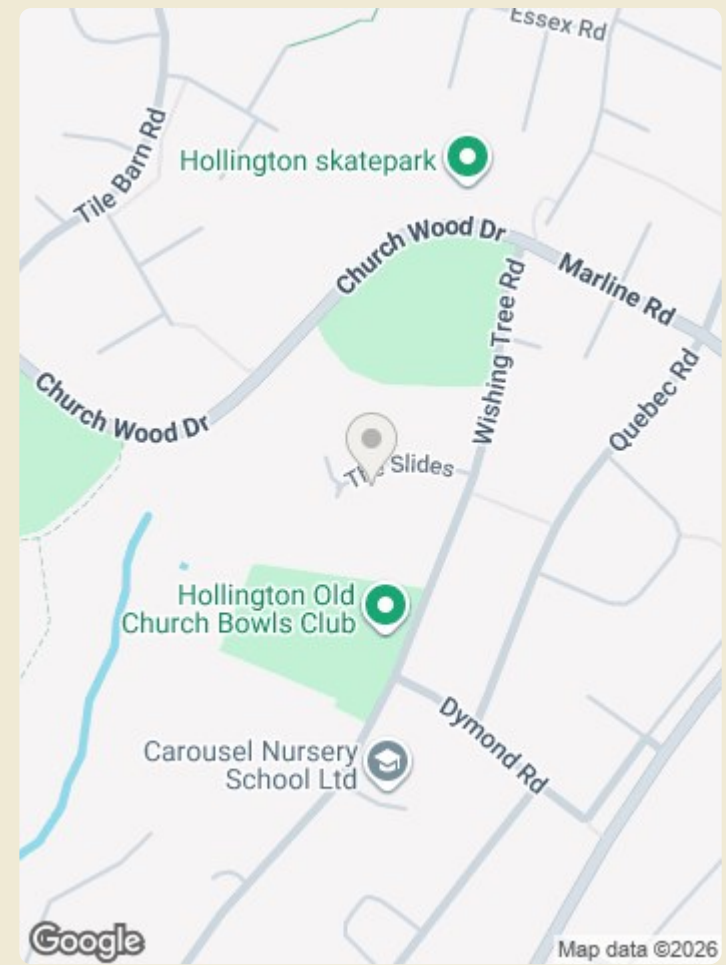 Essex Rd
Hollington skatepark
Tile Barn Rd
Church Wood Dr
Marline Rd
Wishing Tree Rd
Quebec Rd
Church Wood Dr
The Slides
Hollington Old
Church Bowls Club
Dymond Rd
Carousel Nursery
School Ltd
Google
Map data ©2026